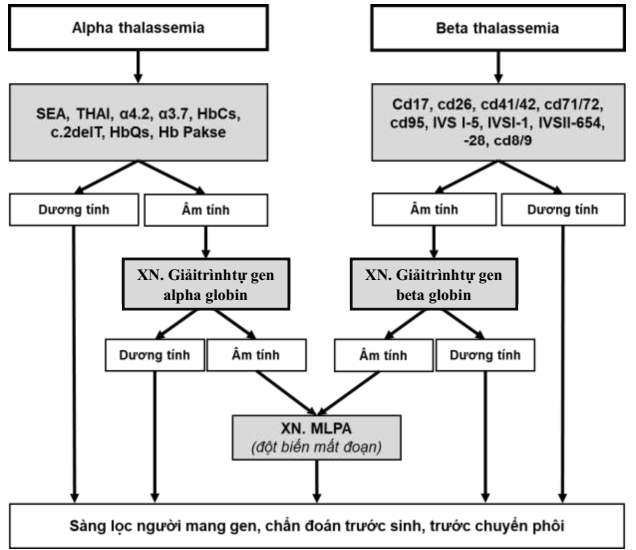 Alpha thalassemia
Beta thalassemia
SEA, THAI, α4.2, α3.7, HbCs,
c.2delT, HbQs, Hb Pakse
Cd17, cd26, cd41/42, cd71/72,
cd95, IVS I-5, IVSI-1, IVSII-654,
-28, cd8/9
Dương tính
Âm tính
Âm tính
Dương tính
XN. Giảitrìnhtự gen
alpha globin
XN. Giảitrìnhtự gen
beta globin
Dương tính
Âm tính
Âm tính
Dương tính
XN. MLPA
(đột biến mất đoạn)
Sàng lọc người mang gen, chẩn đoán trước sinh, trước chuyển phôi